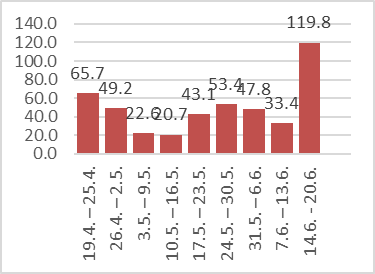 140.0
120.0
100.0
80.0
60.0
40.0
20.0
0.0
65.7
49.2
22.6
20.7
43.1
53.4
47.8
33.4
119.8
19.4. – 25.4.
26.4. – 2.5.
3.5. – 9.5.
10.5. – 16.5.
17.5. – 23.5.
24.5. – 30.5.
31.5. – 6.6.
7.6. – 13.6.
14.6. - 20.6.